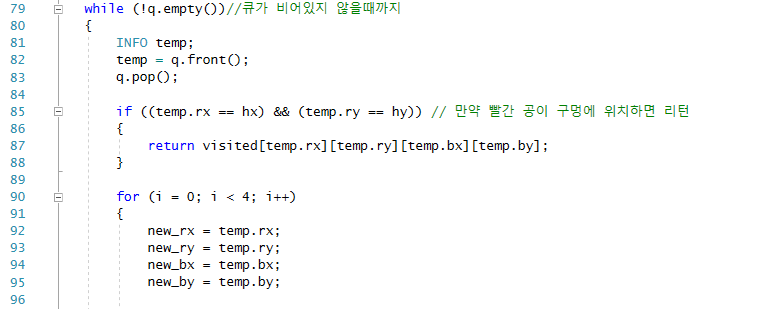 79 while (!q.empty())//큐가 비어있지 않을때까지
80 {
81 INFO temp;
82 temp = q.front();
83 q.pop();
84
85 if ((temp.rx == hx) && (temp.ry == hy)) // 만약 빨간 공이 구멍에 위치하면 리턴
86 {
87 return visited[temp.rx][temp.ry][temp.bx][temp.by];
88 }
89
90 for (i = 0; i < 4; i++)
91 {
92 new_rx = temp.rx;
93 new_ry = temp.ry;
94 new_bx = temp.bx;
95 new_by = temp.by;
96